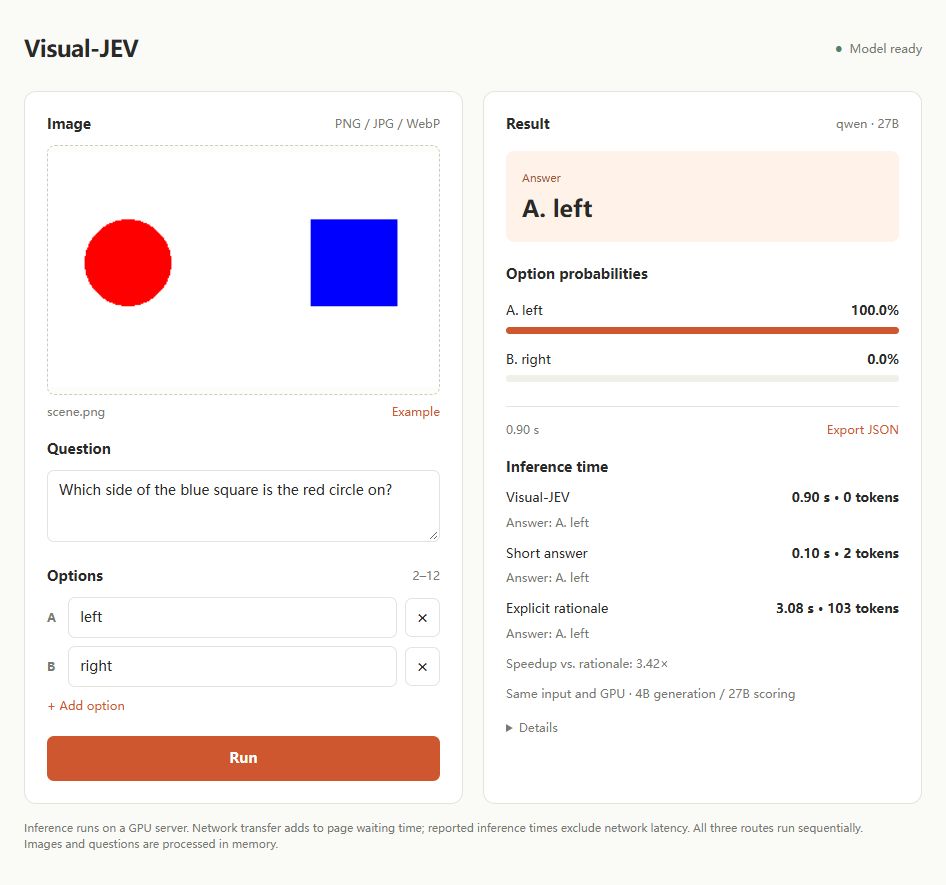 Visual-JEV
● Model ready
Image
PNG / JPG / WebP
scene.png
Example
Question
Which side of the blue square is the red circle on?
Options
2–12
A
left
×
B
right
×
+ Add option
Run
Result
qwen · 27B
Answer
A. left
Option probabilities
A. left
100.0%
B. right
0.0%
0.90 s
Export JSON
Inference time
Visual-JEV
0.90 s • 0 tokens
Answer: A. left
Short answer
0.10 s • 2 tokens
Answer: A. left
Explicit rationale
3.08 s • 103 tokens
Answer: A. left
Speedup vs. rationale: 3.42×
Same input and GPU · 4B generation / 27B scoring
▶ Details
Inference runs on a GPU server. Network transfer adds to page waiting time; reported inference times exclude network latency. All three routes run sequentially.
Images and questions are processed in memory.